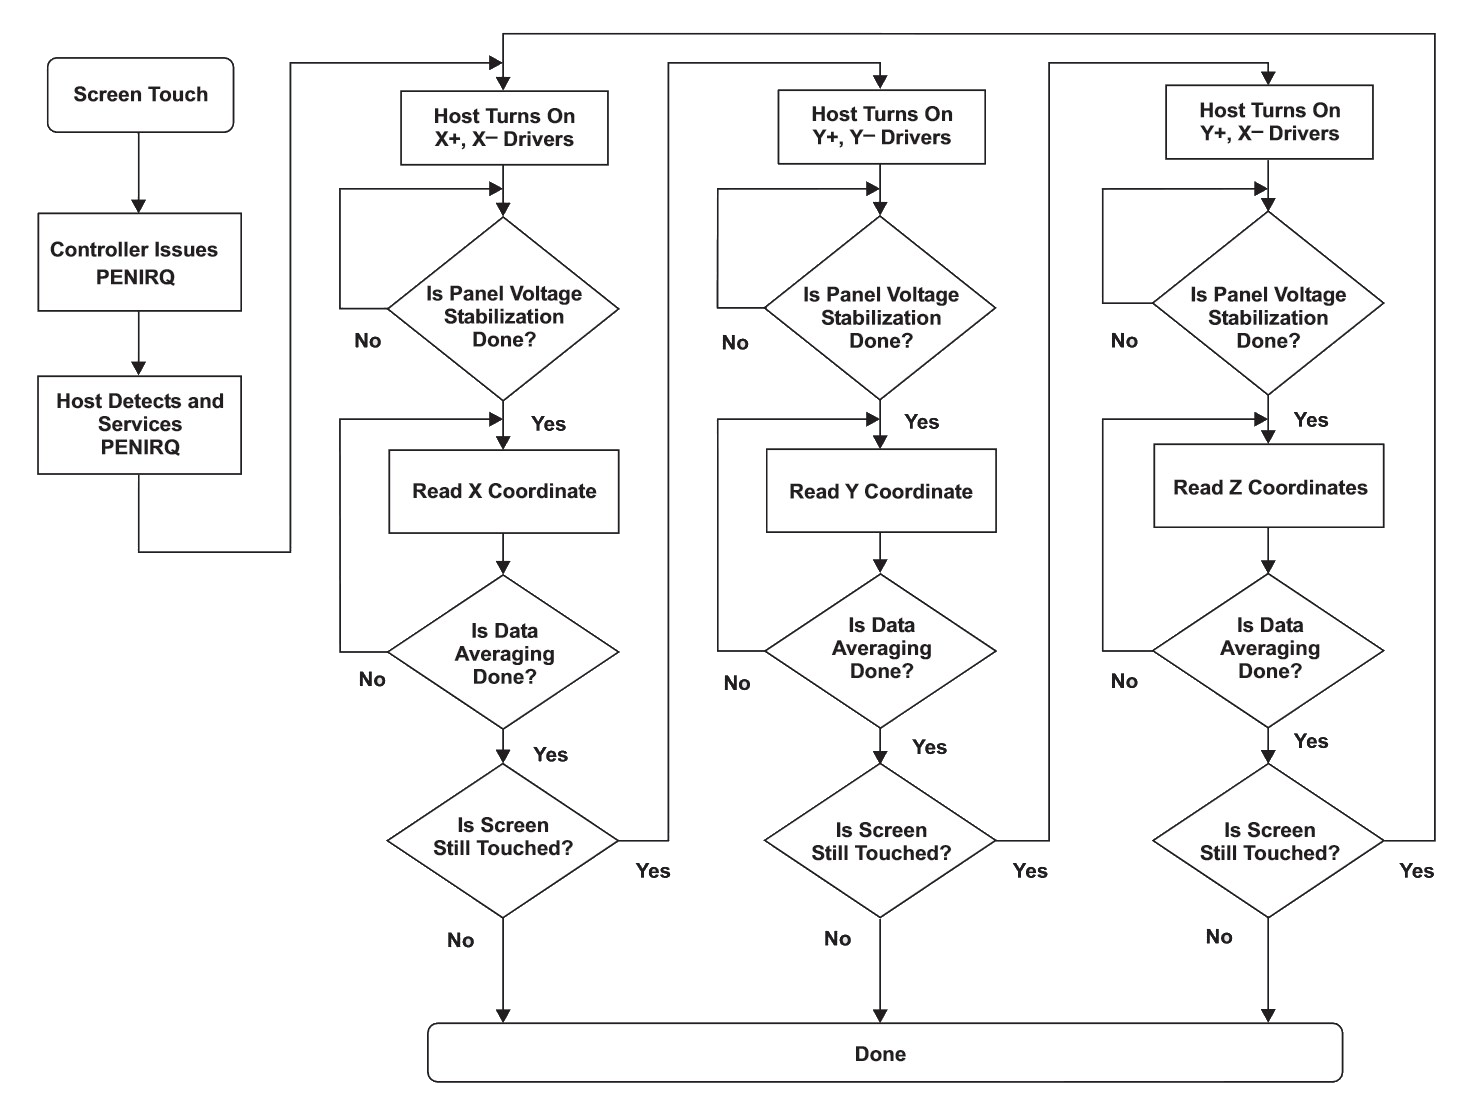 Screen Touch
Controller Issues
PENIRQ
Host Detects and
Services
PENIRQ
Host Turns On
X+, X– Drivers
Is Panel Voltage
Stabilization
Done?
No
Yes
Read X Coordinate
Is Data
Averaging
Done?
No
Yes
Is Screen
Still Touched?
Yes
No
Host Turns On
Y+, Y– Drivers
Is Panel Voltage
Stabilization
Done?
No
Yes
Read Y Coordinate
Is Data
Averaging
Done?
No
Yes
Is Screen
Still Touched?
Yes
No
Host Turns On
Y+, X– Drivers
Is Panel Voltage
Stabilization
Done?
No
Yes
Read Z Coordinates
Is Data
Averaging
Done?
No
Yes
Is Screen
Still Touched?
Yes
No
Done